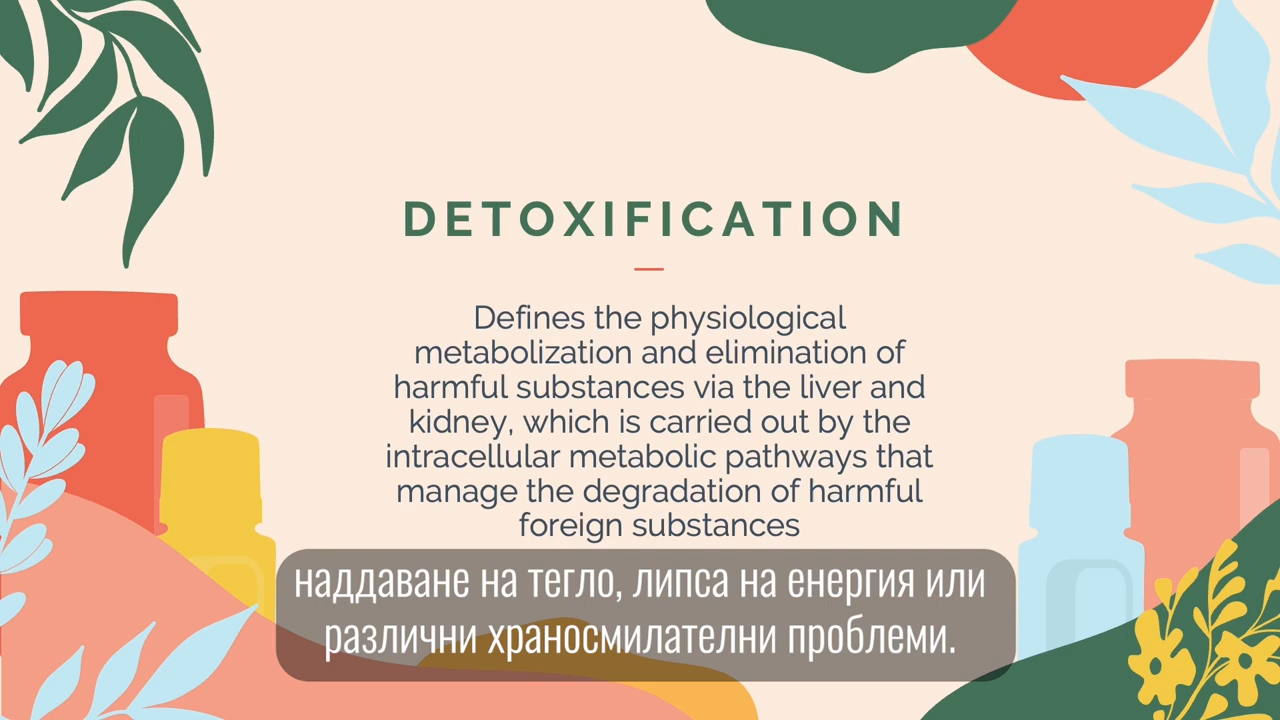 DETOXIFICATION
Defines the physiological
metabolization and elimination of
harmful substances via the liver and
kidney, which is carried out by the
intracellular metabolic pathways that
manage the degradation of harmful
foreign substances
наддаване на тегло, липса на енергия или
различни храносмилателни проблеми.